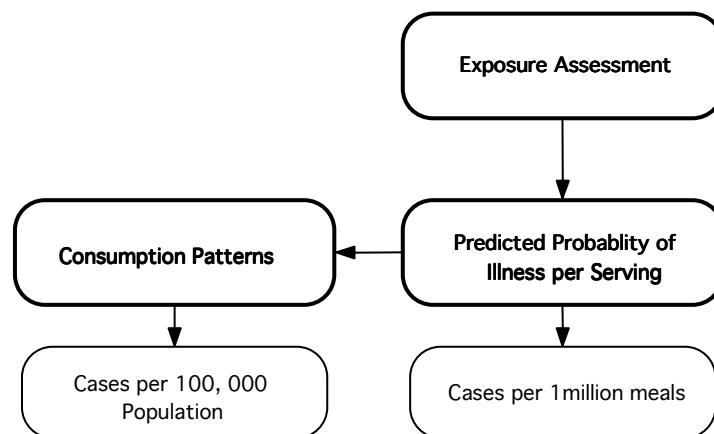 Exposure Assessment
Consumption Patterns
Predicted Probablity of
Illness per Serving
Cases per 100, 000
Population
Cases per 1million meals